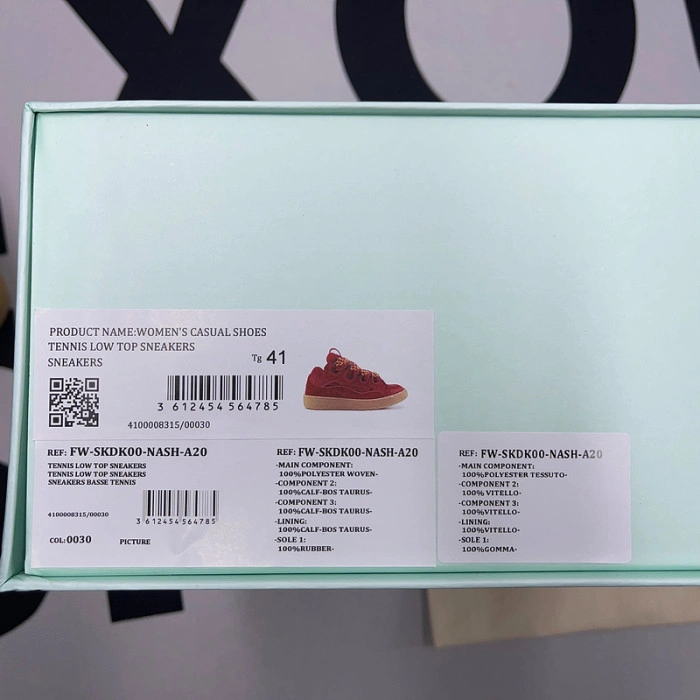 PRODUCT NAME:WOMEN'S CASUAL SHOES
TENNIS LOW TOP SNEAKERS
SNEAKERS
Tg 41
3 612454 564785
4100008315/00030
REF: FW-SKDK00-NASH-A20
TENNIS LOW TOP SNEAKERS
TENNIS LOW TOP SNEAKERS
SNEAKERS BASSE TENNIS
4100008315/00030
3 612454 564785
COL:0030
PICTURE
REF: FW-SKDK00-NASH-A20
-MAIN COMPONENT:
100%POLYESTER WOVEN-
-COMPONENT 2:
100%CALF-BOS TAURUS-
-COMPONENT 3:
100%CALF-BOS TAURUS-
-LINING:
100%CALF-BOS TAURUS-
-SOLE 1:
100%RUBBER-
REF: FW-SKDK00-NASH-A20
-MAIN COMPONENT:
100%POLYESTER TESSUTO-
-COMPONENT 2:
100% VITELLO-
-COMPONENT 3:
100%VITELLO-
-LINING:
100%VITELLO-
-SOLE 1:
100%GOMMA-